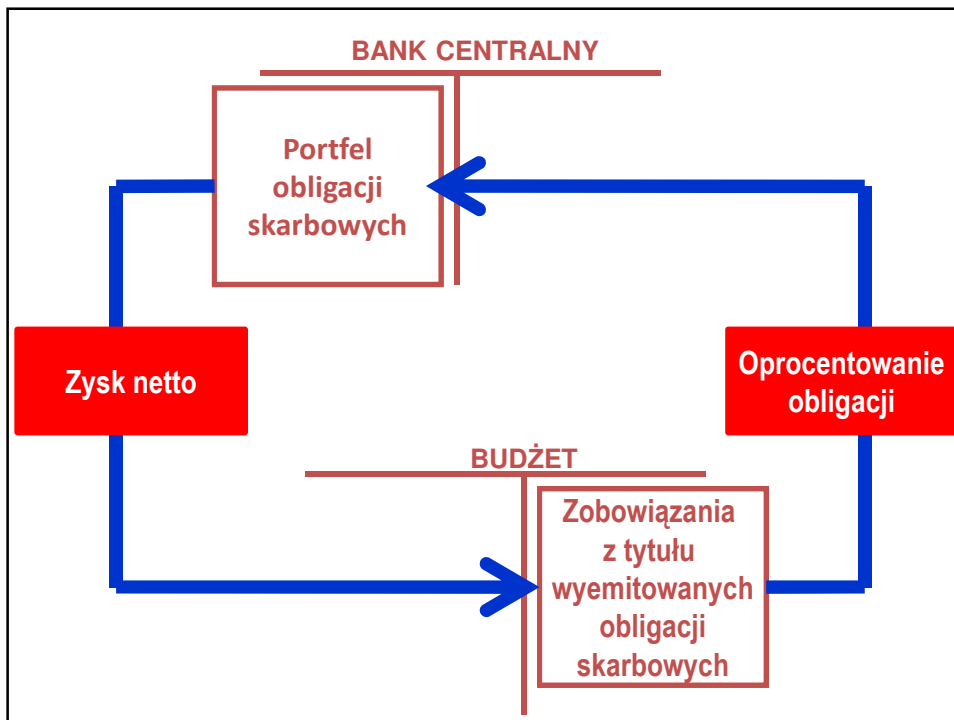 BANK CENTRALNY
Portfel
obligacji
skarbowych
Zysk netto
Oprocentowanie
obligacji
BUDŻET
Zobowiązania
z tytułu
wyemitowanych
obligacji
skarbowych